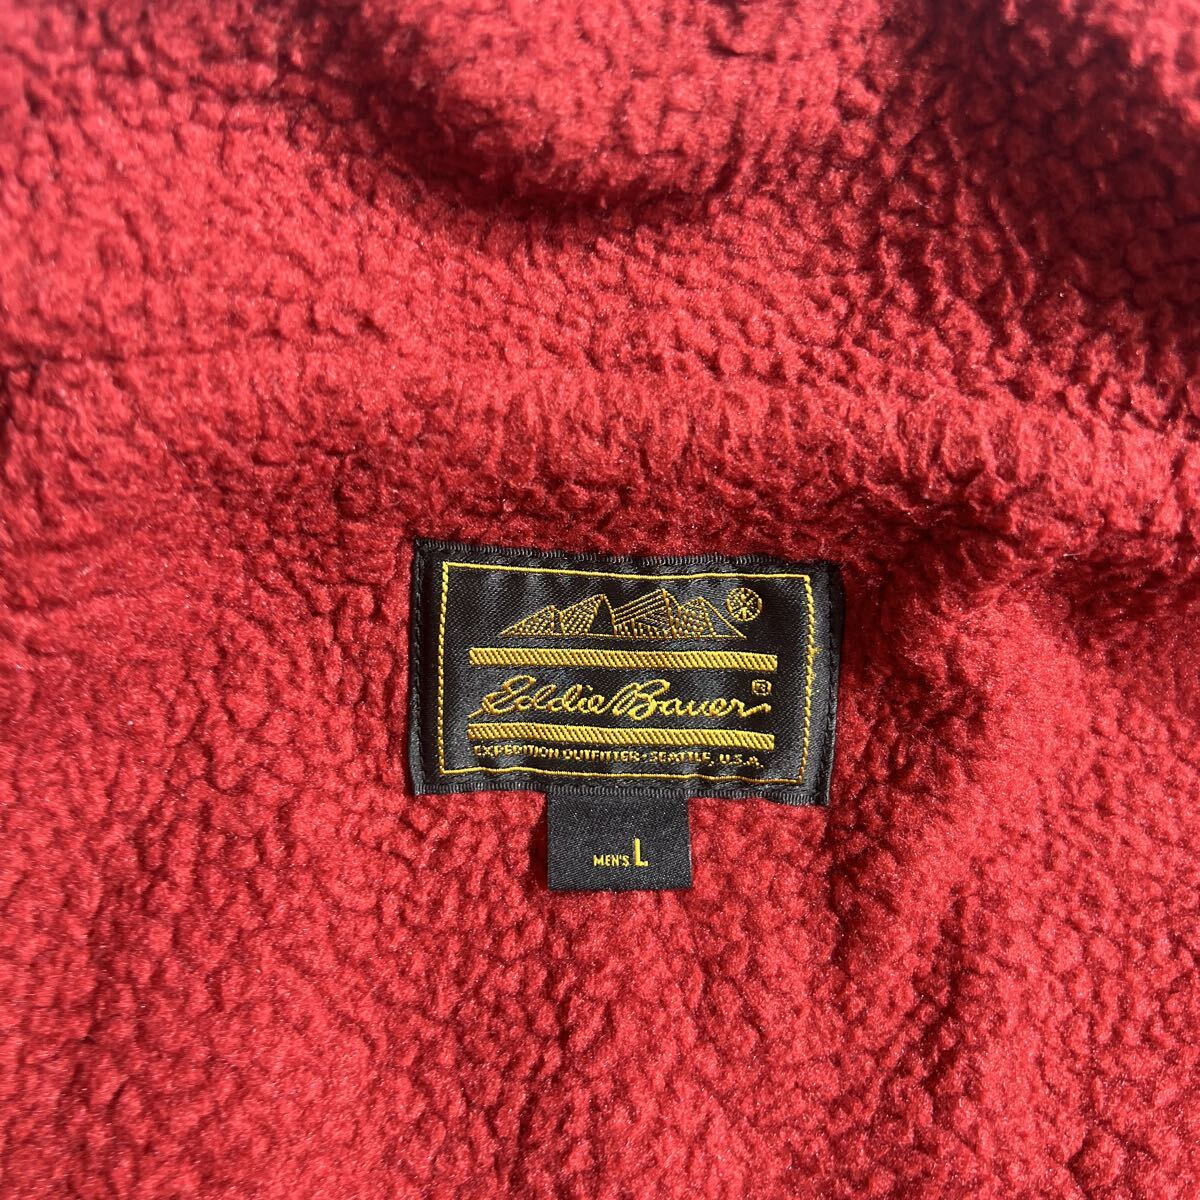 Eddie Bauer®
EXPEDITION OUTFITTER · SEATTLE, U.S.A.
MEN'S L